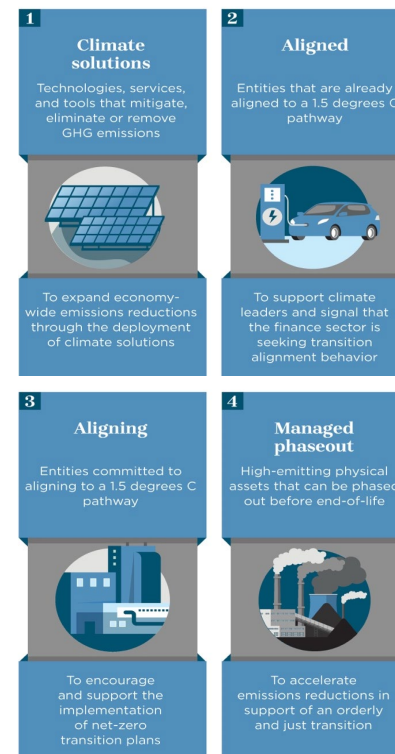 1
Climate
solutions
Technologies, services,
and tools that mitigate,
eliminate or remove
GHG emissions
To expand economy-
wide emissions reductions
through the deployment
of climate solutions
2
Aligned
Entities that are already
aligned to a 1.5 degrees C
pathway
To support climate
leaders and signal that
the finance sector is
seeking transition
alignment behavior
3
Aligning
Entities committed to
aligning to a 1.5 degrees C
pathway
To encourage
and support the
implementation
of net-zero
transition plans
4
Managed
phaseout
High-emitting physical
assets that can be phased
out before end-of-life
To accelerate
emissions reductions in
support of an orderly
and just transition